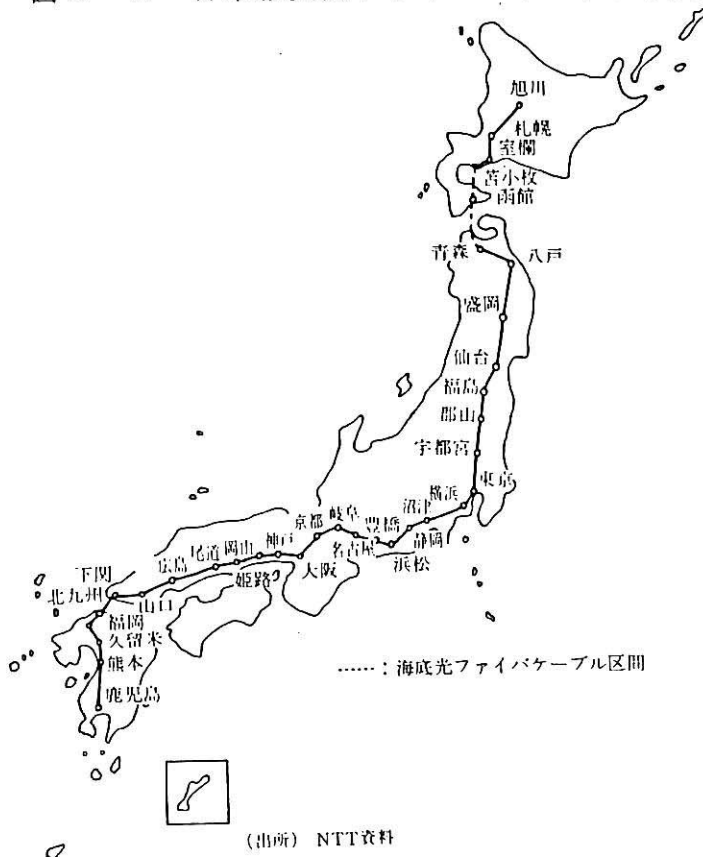 旭川
札幌
室欄
苫小牧
函館
青森
八戸
盛岡
仙台
福島
郡山
宇都宮
東京
横浜
沼津
静岡
浜松
豊橋
名古屋
岐阜
京都
大阪
神戸
姫路
岡山
尾道
広島
山口
下関
北九州
福岡
久留米
熊本
鹿児島
……：海底光ファイバケーブル区間
(出所) NTT資料